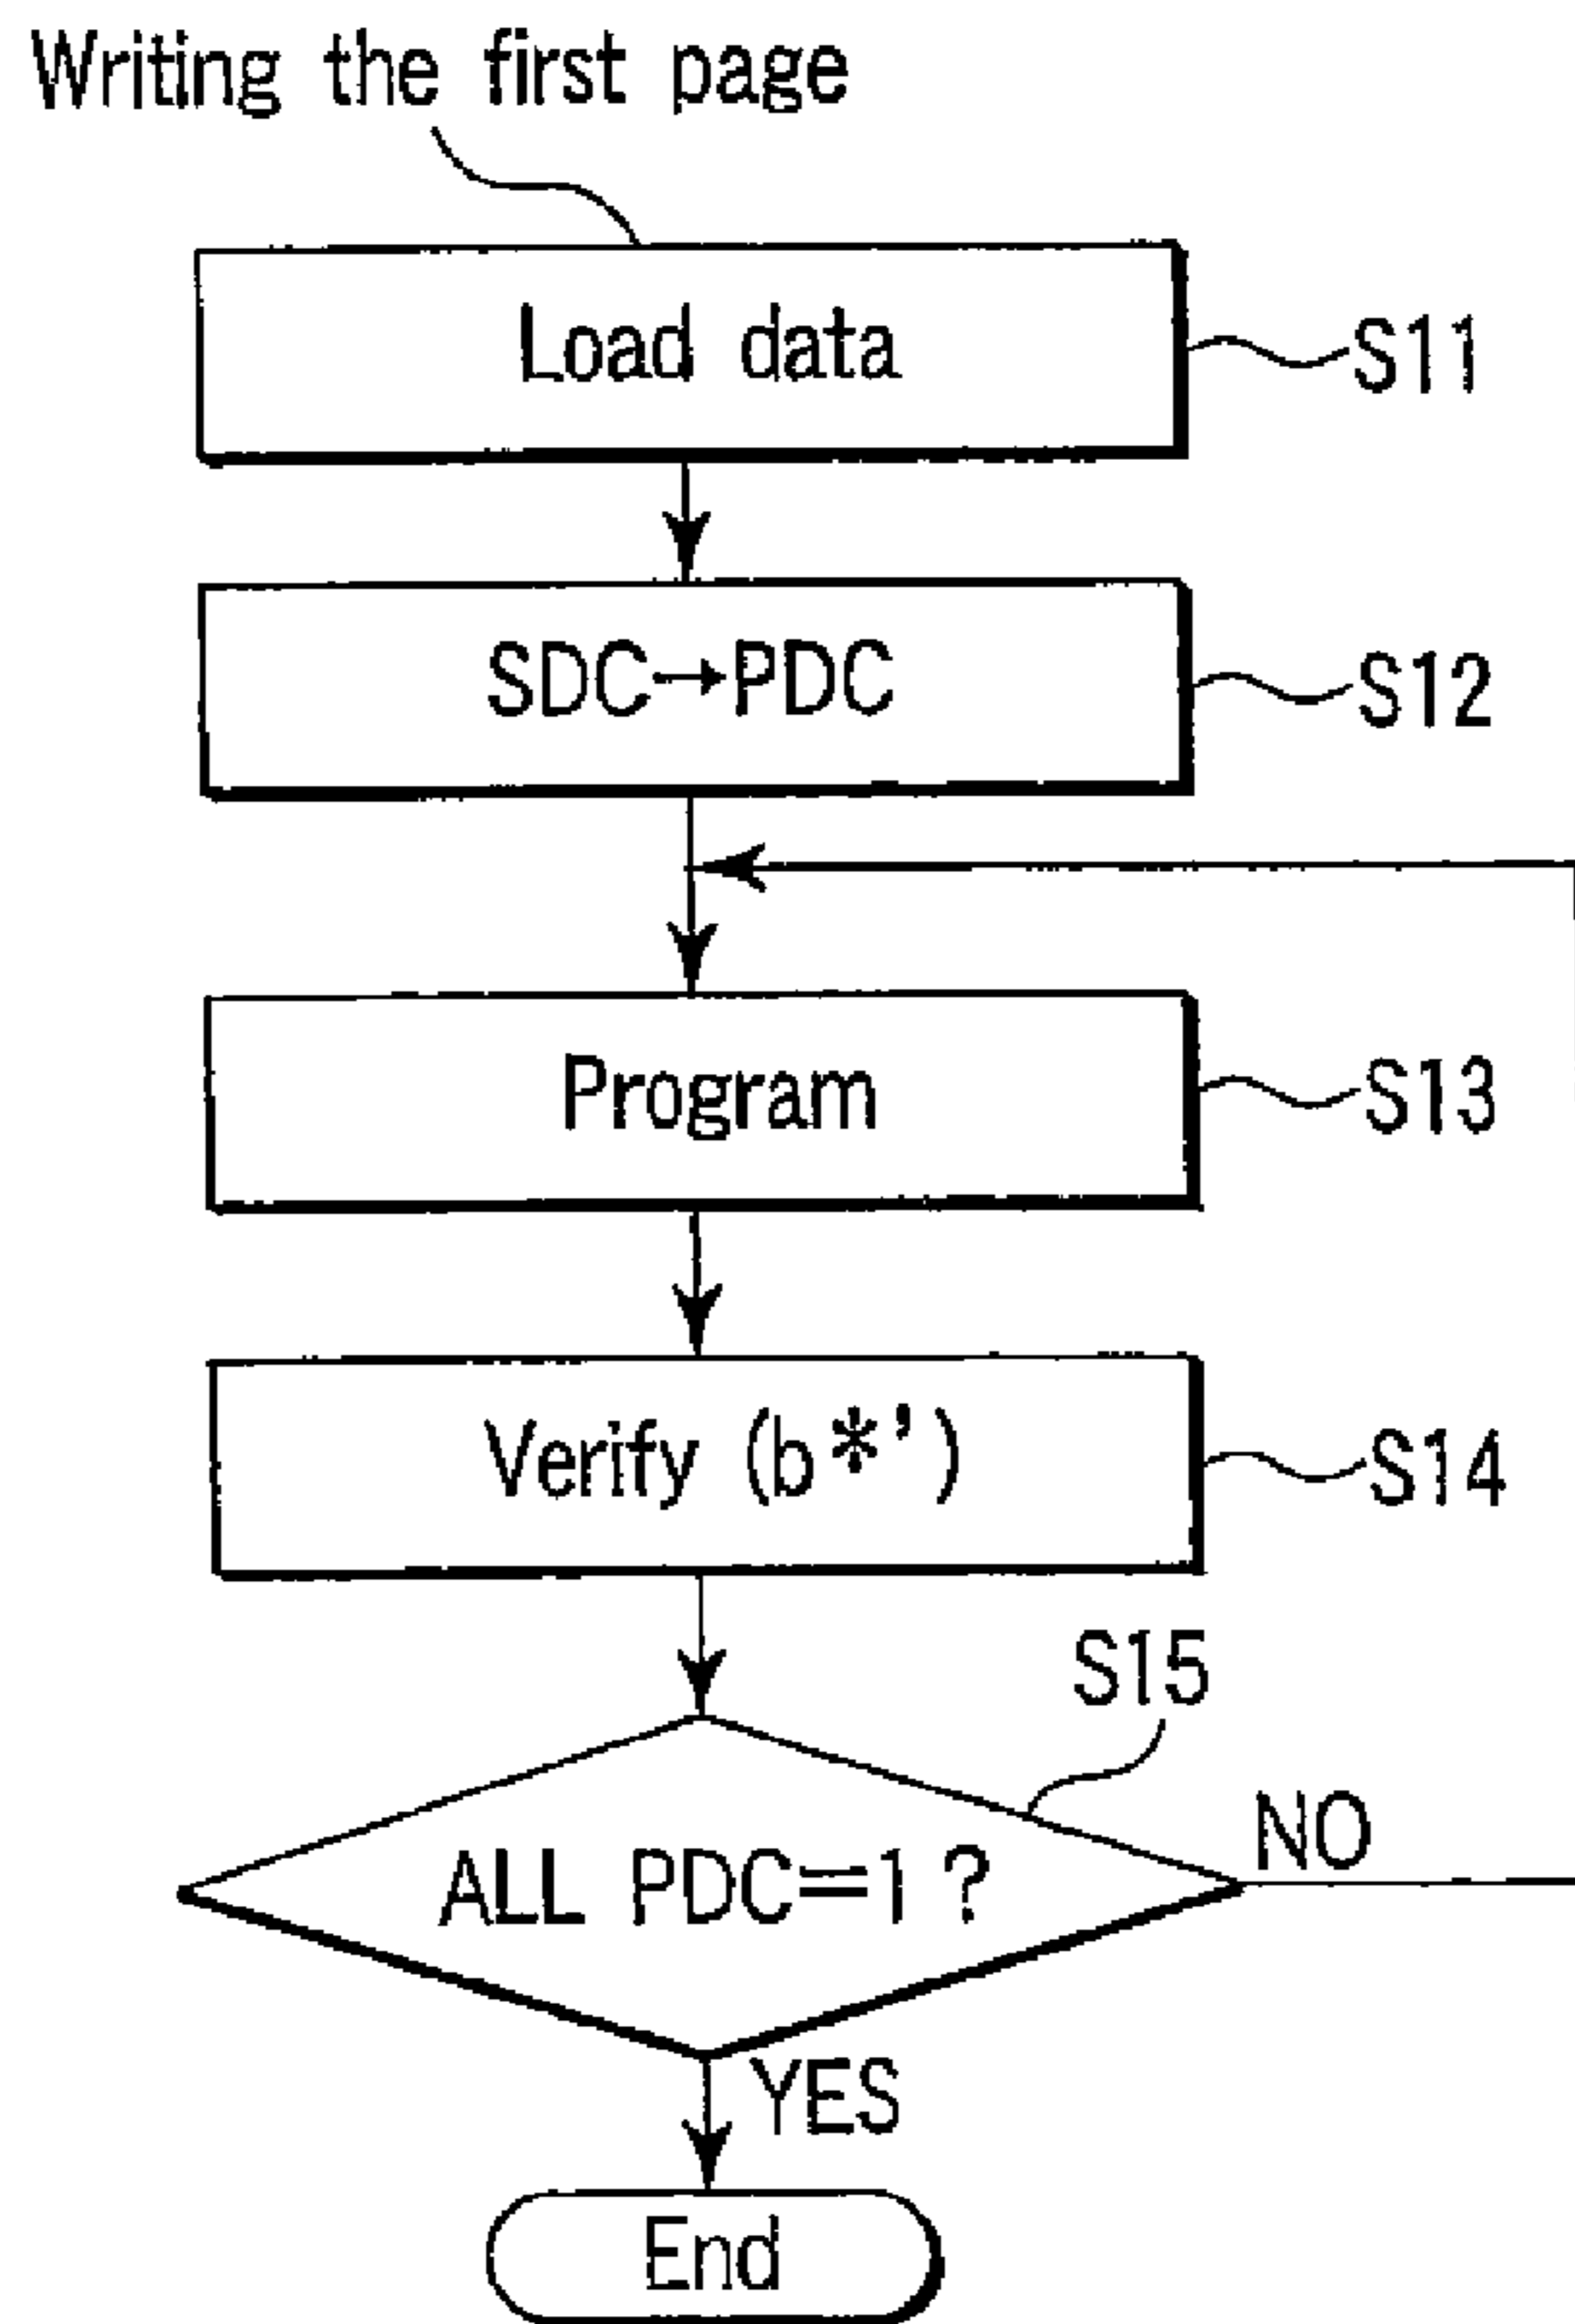 Writing the first page
Load data
S11
SDC→PDC
S12
Program
S13
Verify (b*')
S14
S15
ALL PDC=1?
NO
YES
End